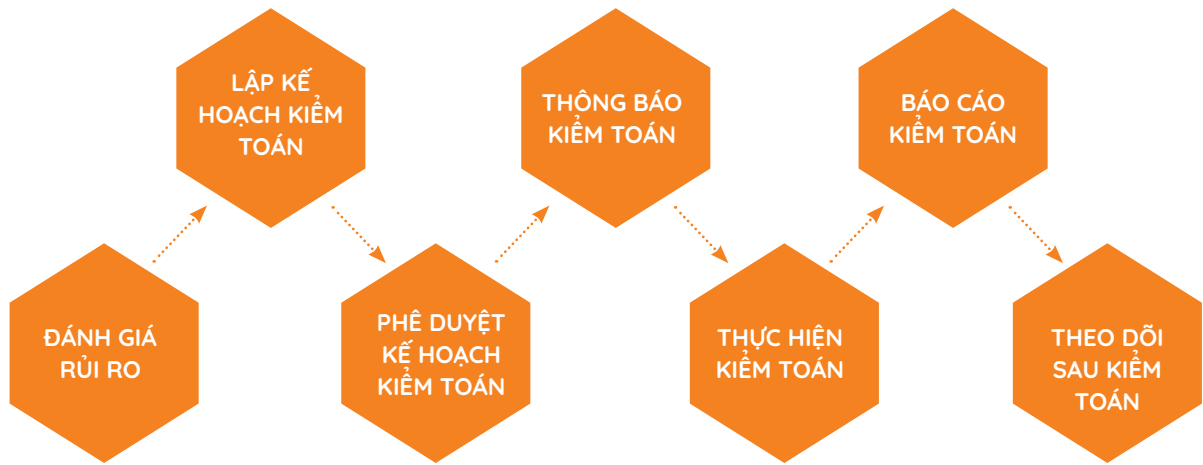 ĐÁNH GIÁ
RỦI RO
LẬP KẾ
HOẠCH KIỂM
TOÁN
PHÊ DUYỆT
KẾ HOẠCH
KIỂM TOÁN
THÔNG BÁO
KIỂM TOÁN
THỰC HIỆN
KIỂM TOÁN
BÁO CÁO
KIỂM TOÁN
THEO DÕI
SAU KIỂM
TOÁN